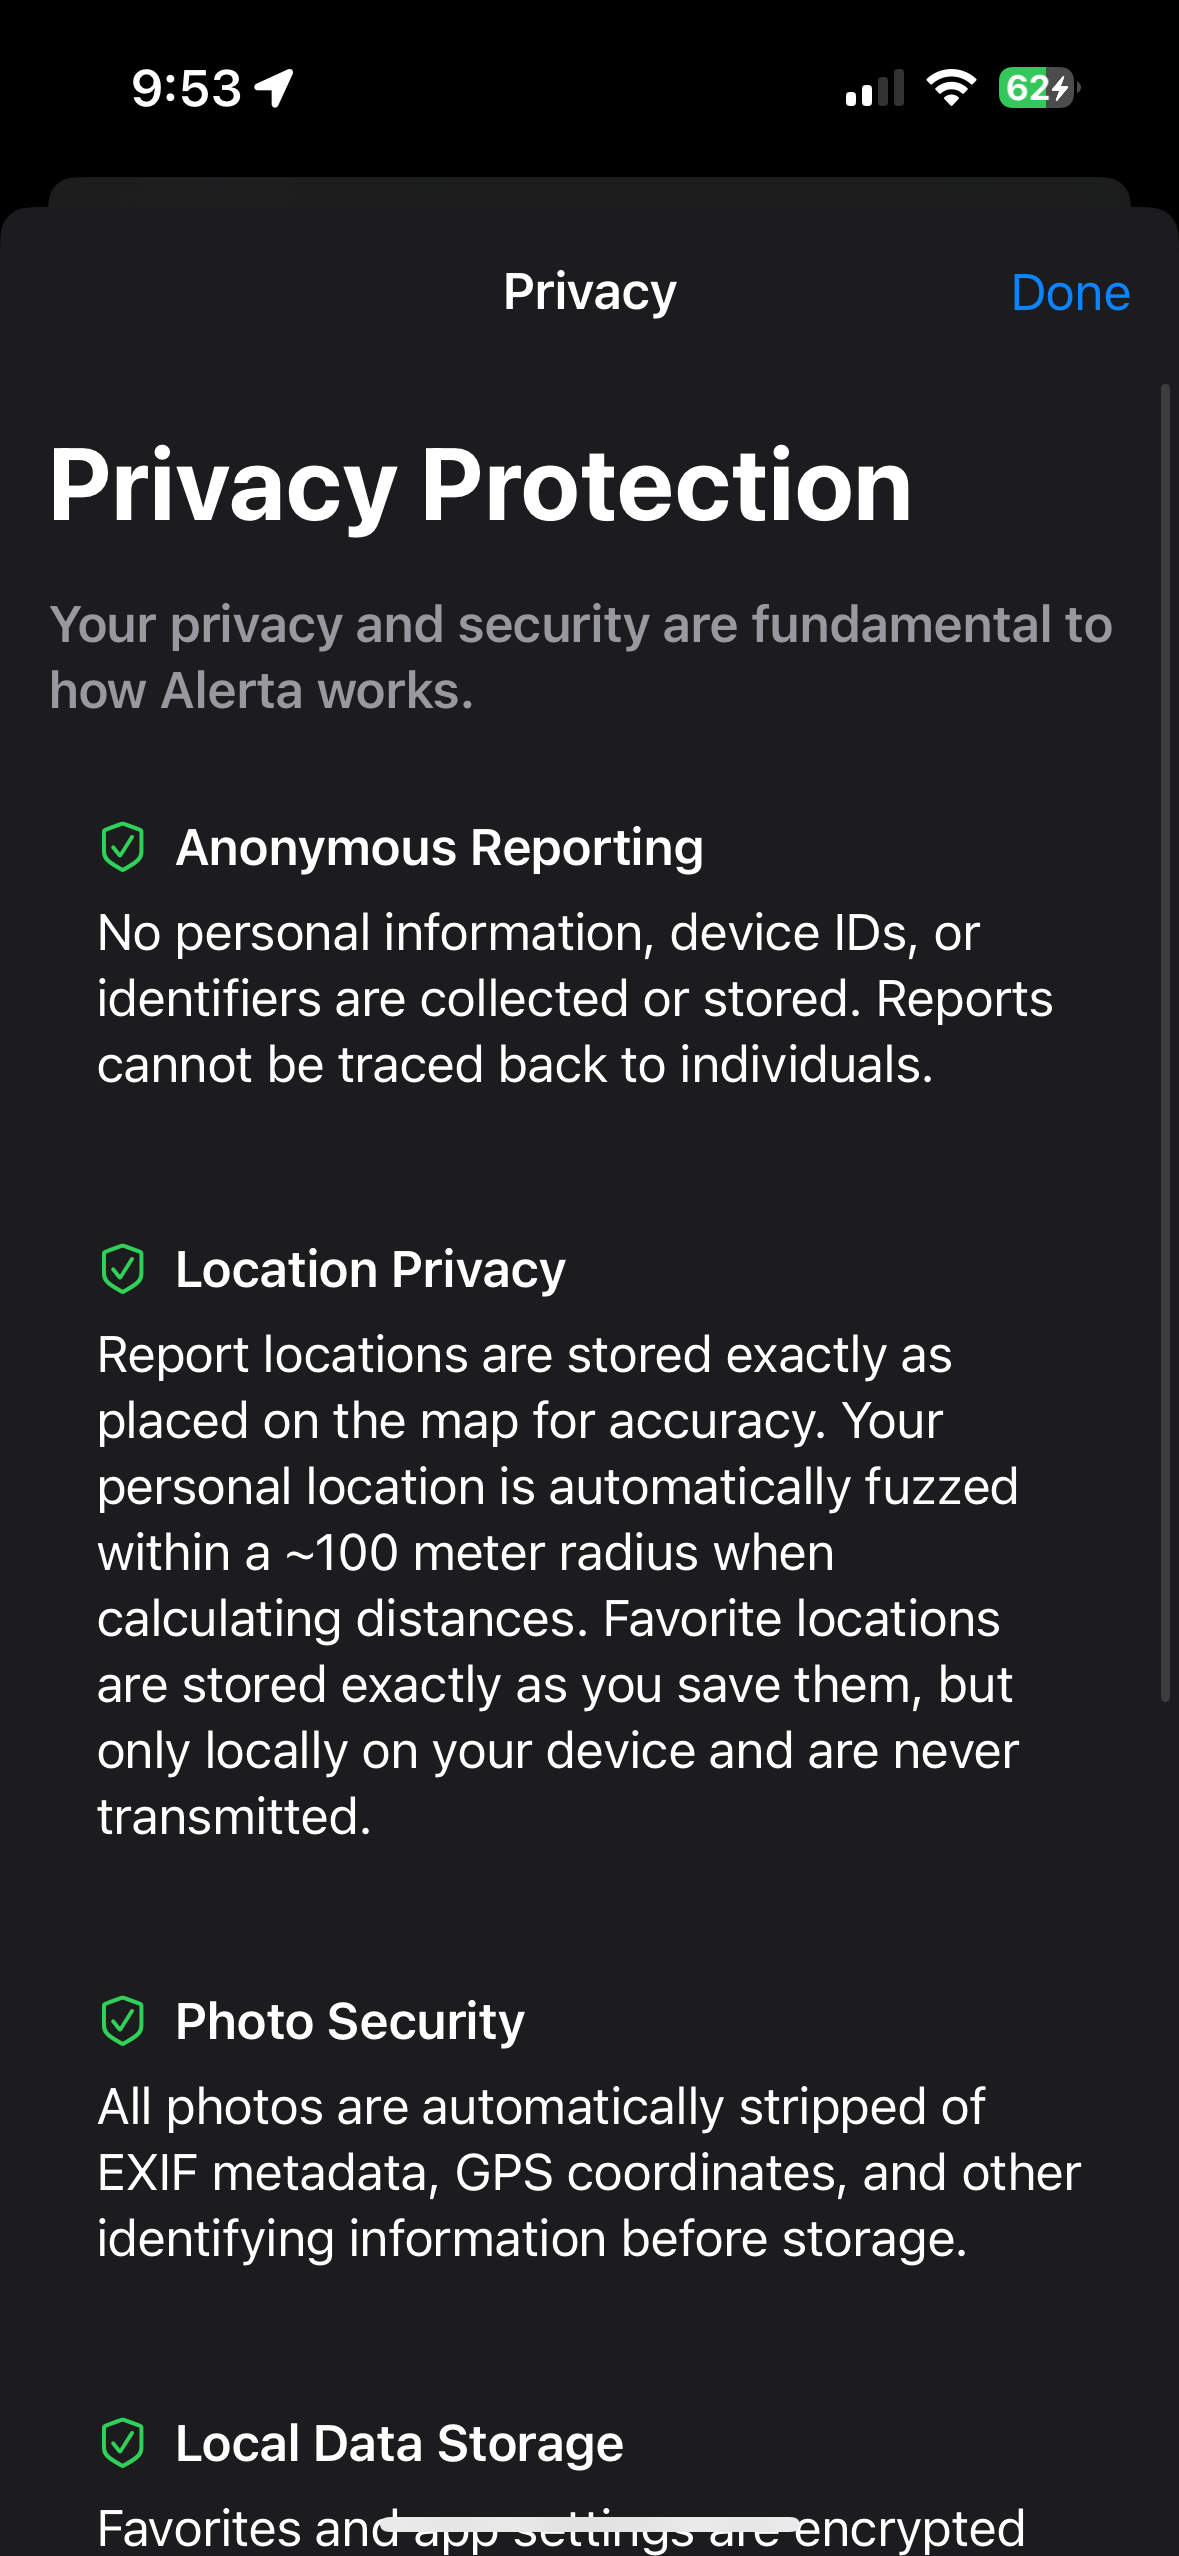 9:53
62
Privacy
Done
Privacy Protection
Your privacy and security are fundamental to
how Alerta works.
Anonymous Reporting
No personal information, device IDs, or
identifiers are collected or stored. Reports
cannot be traced back to individuals.
Location Privacy
Report locations are stored exactly as
placed on the map for accuracy. Your
personal location is automatically fuzzed
within a ~100 meter radius when
calculating distances. Favorite locations
are stored exactly as you save them, but
only locally on your device and are never
transmitted.
Photo Security
All photos are automatically stripped of
EXIF metadata, GPS coordinates, and other
identifying information before storage.
Local Data Storage
Favorites and app settings are encrypted